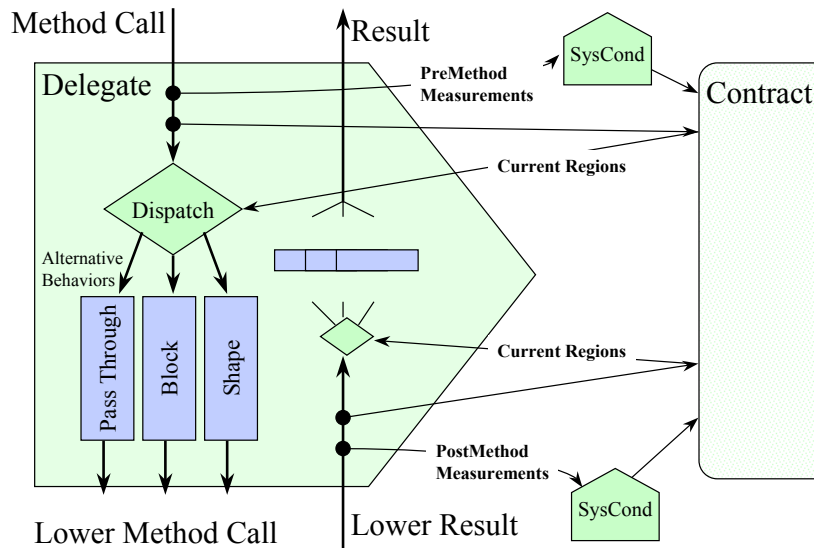 Method Call
Result
SysCond
PreMethod
Measurements
Delegate
Contract
Current Regions
Dispatch
Alternative
Behaviors
Pass Through
Block
Shape
Current Regions
PostMethod
Measurements
SysCond
Lower Method Call
Lower Result